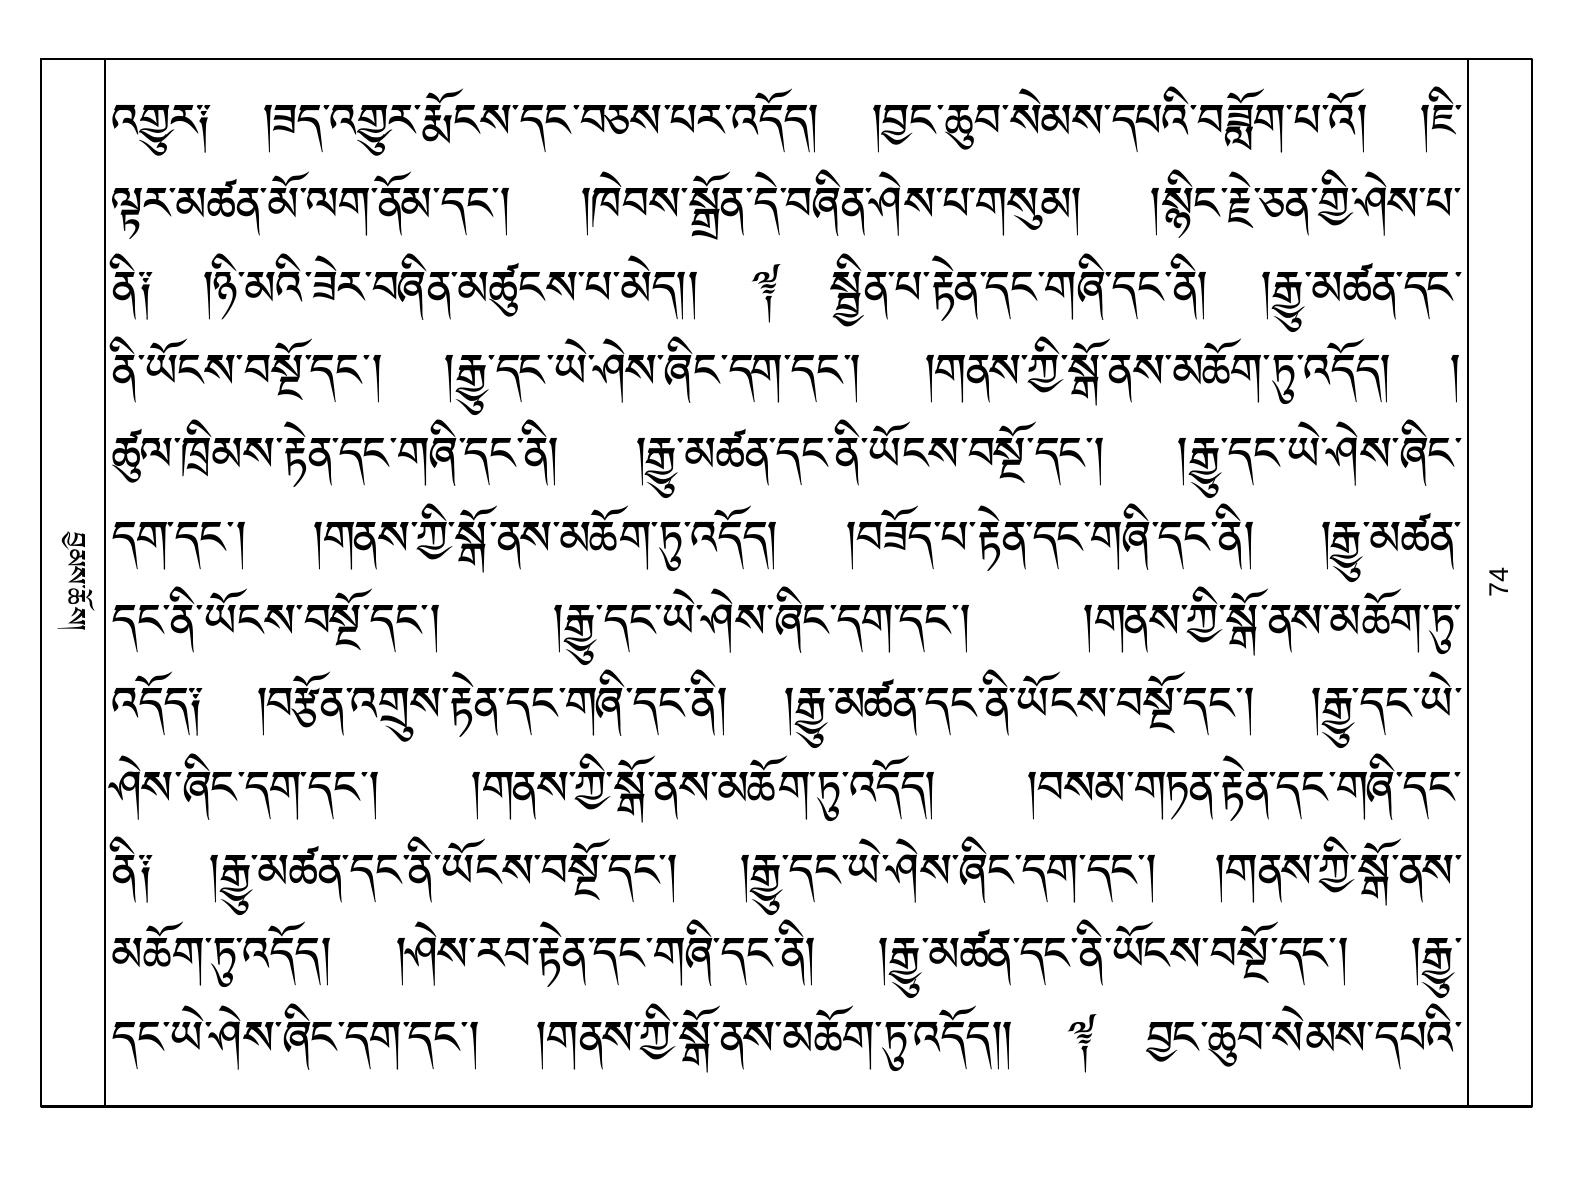 འགྱུར༑ །ཟད་འགྱུར་རྨོངས་དང་བཅས་པར་འདོད། །བྱང་ཆུབ་སེམས་དཔའི་བཟློག་པ་འོ། །ཇི་
ལྟར་མཚན་མོ་ལག་ནོམ་དང་། །ཁེབས་སྒྲོན་དེ་བཞིན་ཤེས་པ་གསུམ། །སྙིང་རྗེ་ཅན་གྱི་ཤེས་པ་
ནི༑ །ཉི་མའི་ཟེར་བཞིན་མཚུངས་པ་མེད།། ༈ སྦྱིན་པ་རྟེན་དང་གཞི་དང་ནི། །རྒྱུ་མཚན་དང་
ནི་ཡོངས་བསྔོ་དང་། །རྒྱུ་དང་ཡེ་ཤེས་ཞིང་དག་དང་། །གནས་ཀྱི་སྒོ་ནས་མཆོག་ཏུ་འདོད། །
ཚུལ་ཁྲིམས་རྟེན་དང་གཞི་དང་ནི། །རྒྱུ་མཚན་དང་ནི་ཡོངས་བསྔོ་དང་། །རྒྱུ་དང་ཡེ་ཤེས་ཞིང་
དག་དང་། །གནས་ཀྱི་སྒོ་ནས་མཆོག་ཏུ་འདོད། །བཟོད་པ་རྟེན་དང་གཞི་དང་ནི། །རྒྱུ་མཚན་
དང་ནི་ཡོངས་བསྔོ་དང་། །རྒྱུ་དང་ཡེ་ཤེས་ཞིང་དག་དང་། །གནས་ཀྱི་སྒོ་ནས་མཆོག་ཏུ་
འདོད༑ །བརྩོན་འགྲུས་རྟེན་དང་གཞི་དང་ནི། །རྒྱུ་མཚན་དང་ནི་ཡོངས་བསྔོ་དང་། །རྒྱུ་དང་ཡེ་
ཤེས་ཞིང་དག་དང་། །གནས་ཀྱི་སྒོ་ནས་མཆོག་ཏུ་འདོད། །བསམ་གཏན་རྟེན་དང་གཞི་དང་
ནི༑ །རྒྱུ་མཚན་དང་ནི་ཡོངས་བསྔོ་དང་། །རྒྱུ་དང་ཡེ་ཤེས་ཞིང་དག་དང་། །གནས་ཀྱི་སྒོ་ནས་
མཆོག་ཏུ་འདོད། །ཤེས་རབ་རྟེན་དང་གཞི་དང་ནི། །རྒྱུ་མཚན་དང་ནི་ཡོངས་བསྔོ་དང་། །རྒྱུ་
དང་ཡེ་ཤེས་ཞིང་དག་དང་། །གནས་ཀྱི་སྒོ་ནས་མཆོག་ཏུ་འདོད།། ༈ བྱང་ཆུབ་སེམས་དཔའི་
བྱམས་ཆོས།
74